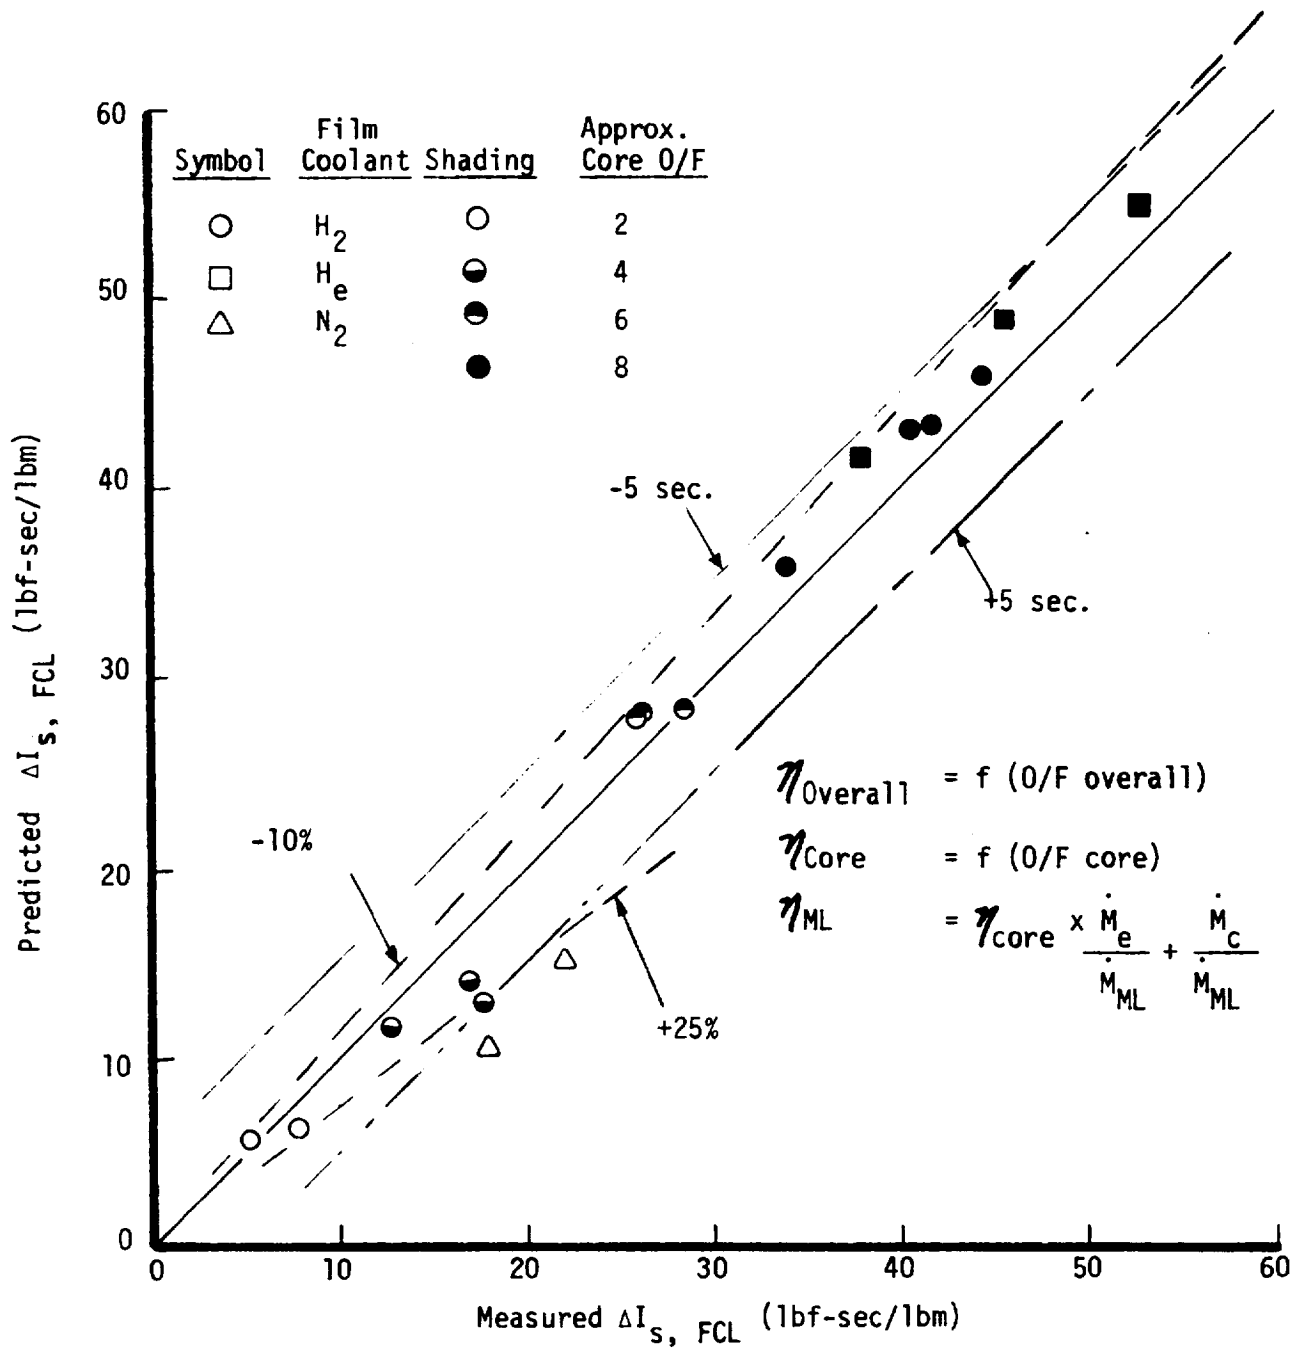 60
Film Approx.
Symbol Coolant Shading Core O/F
H2 2
He 4
N2 6
8
50
40
30
20
10
0
Predicted ΔIs, FCL (lbf-sec/lbm)
-5 sec.
+5 sec.
-10%
+25%
ηOverall = f (O/F overall)
ηCore = f (O/F core)
ηML = ηcore x Ṁe/ṀML + Ṁc/ṀML
0 10 20 30 40 50 60
Measured ΔIs, FCL (lbf-sec/lbm)